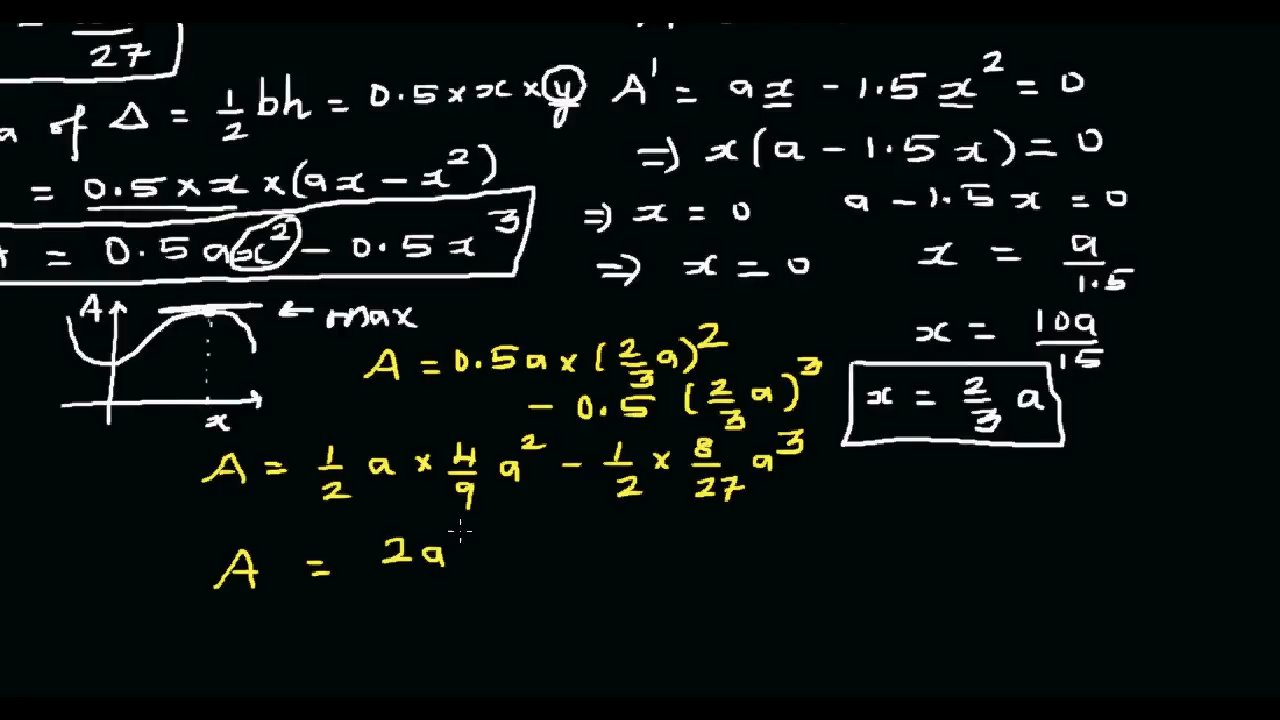 = 27
a of Δ = 1/2 bh = 0.5 × x × y
= 0.5 × x × (ax - x²)
= 0.5 ax² - 0.5 x³
A' = ax - 1.5 x² = 0
⇒ x(a - 1.5 x) = 0
⇒ x = 0 a - 1.5 x = 0
⇒ x = 0 x = a/1.5
x = 10a/15
x = 2/3 a
A ← max
x
A = 0.5a × (2/3 a)²
- 0.5 (2/3 a)³
A = 1/2 a × 4/9 a² - 1/2 × 8/27 a³
A = 2a